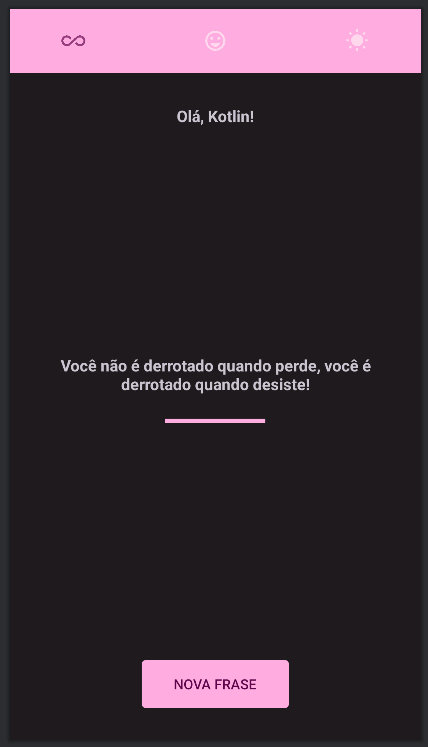 Olá, Kotlin!
Você não é derrotado quando perde, você é
derrotado quando desiste!
NOVA FRASE